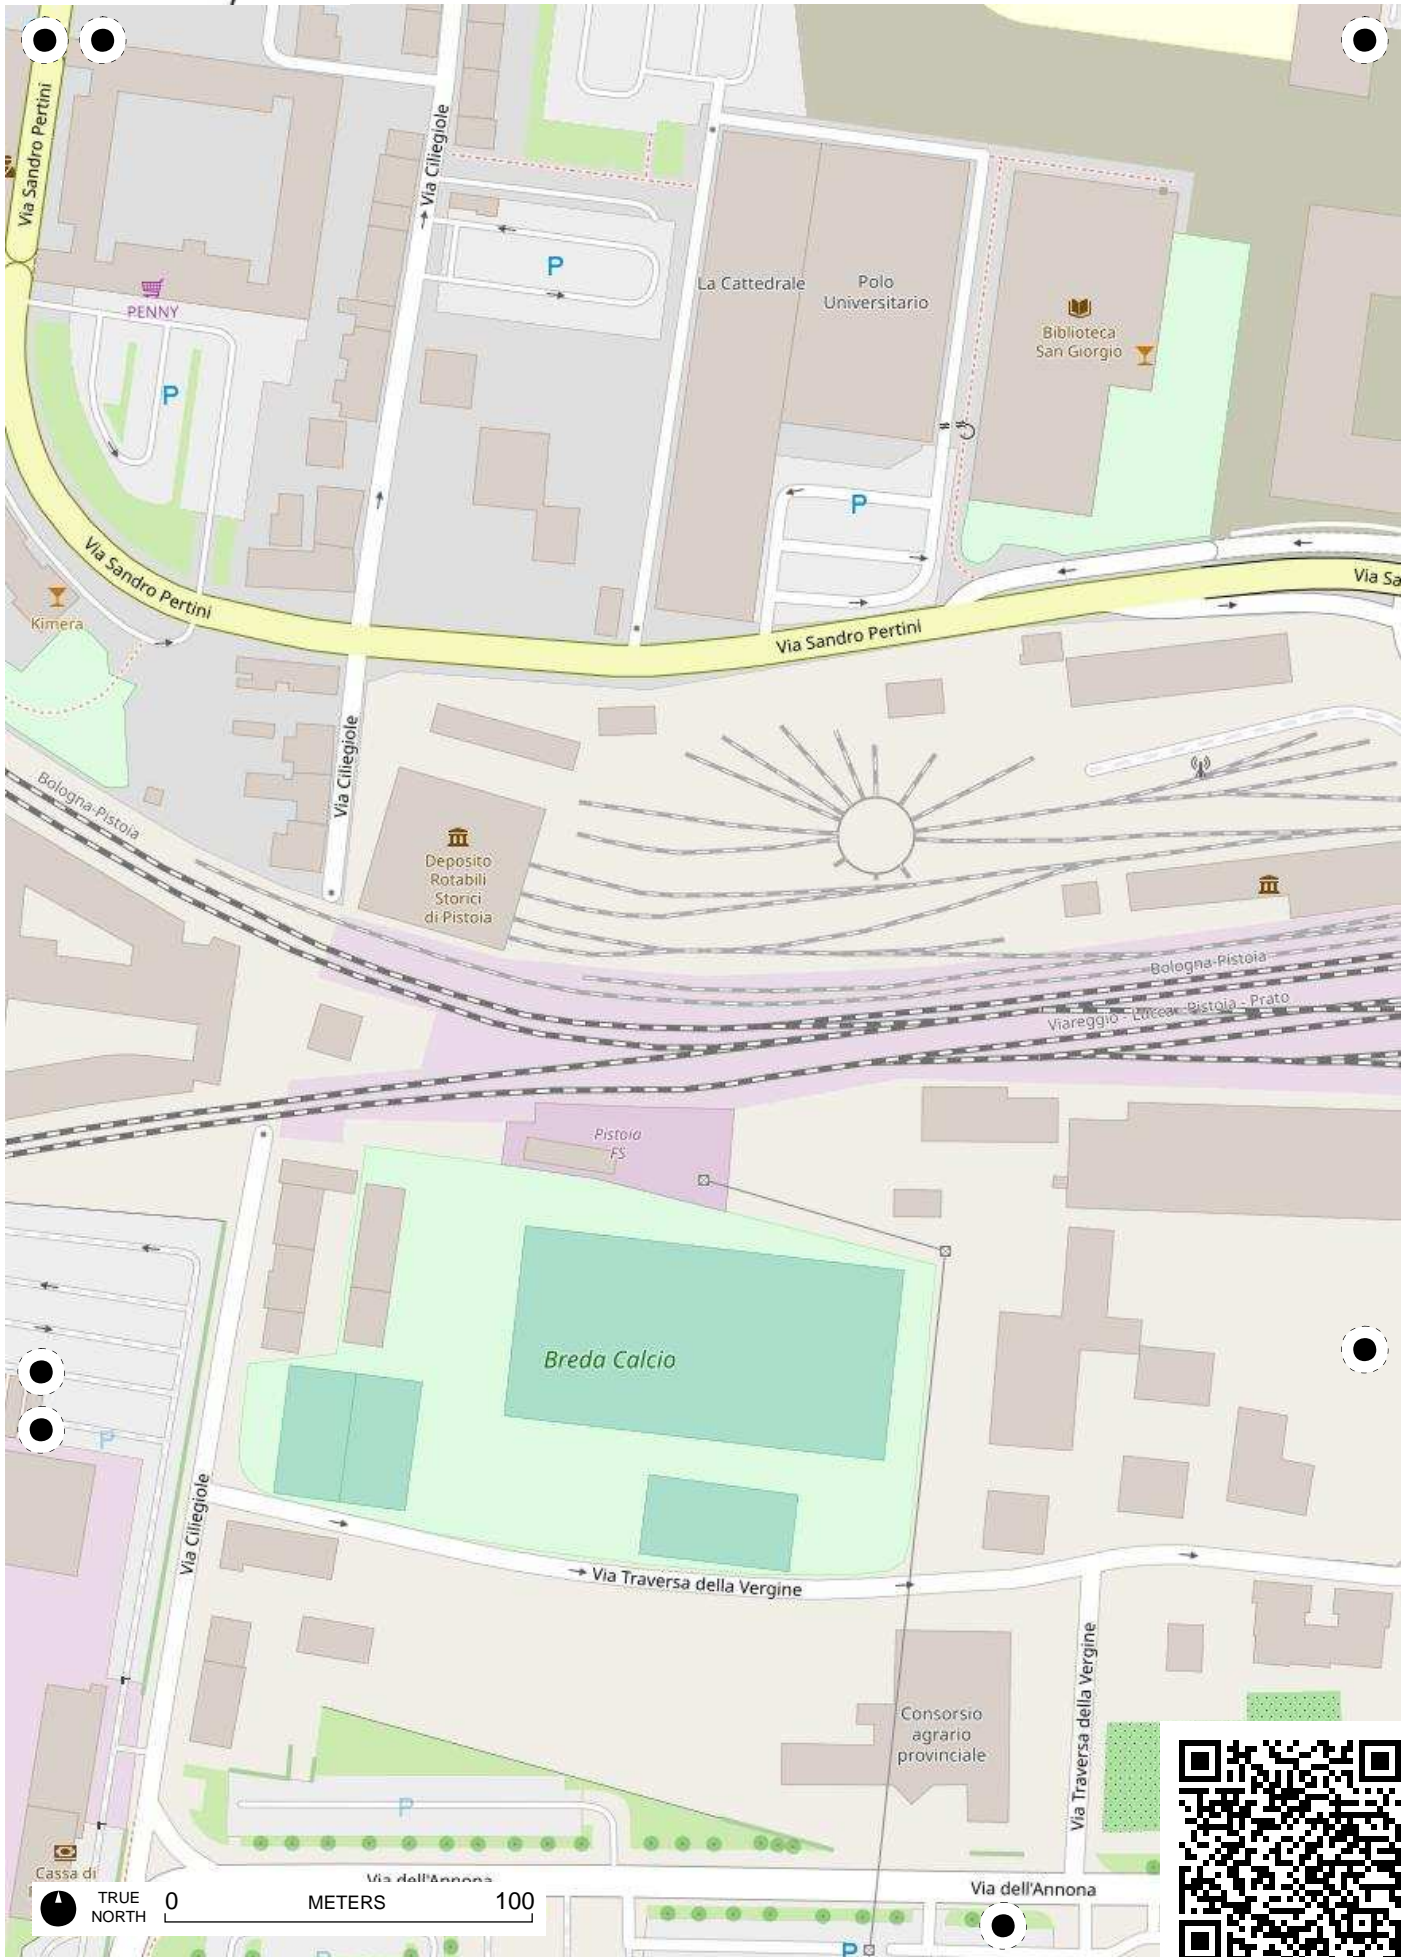 Via Sandro Pertini
Via Ciliegiole
P
La Cattedrale
Polo
Universitario
PENNY
Biblioteca
San Giorgio
P
P
Via Sandro Pertini
Via Sa
Kimera
Via Sandro Pertini
Via Ciliegiole
Bologna-Pistoia
Deposito
Rotabili
Storici
di Pistoia
Bologna-Pistoia
Viareggio - Lucca - Pistoia - Prato
Pistoia
FS
Breda Calcio
P
Via Ciliegiole
Via Traversa della Vergine
Via Traversa della Vergine
Consorsio
agrario
provinciale
P
Cassa di
Via dell'Annona
Via dell'Annona
TRUE
NORTH
0 METERS 100
P
P